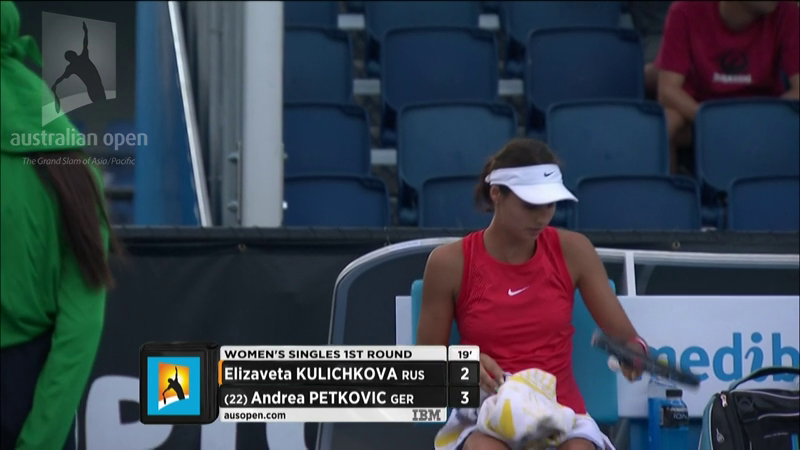 australian open
The Grand Slam of Asia/Pacific
medib
WOMEN'S SINGLES 1ST ROUND 19'
Elizaveta KULICHKOVA RUS 2
(22) Andrea PETKOVIC GER 3
ausopen.com IBM